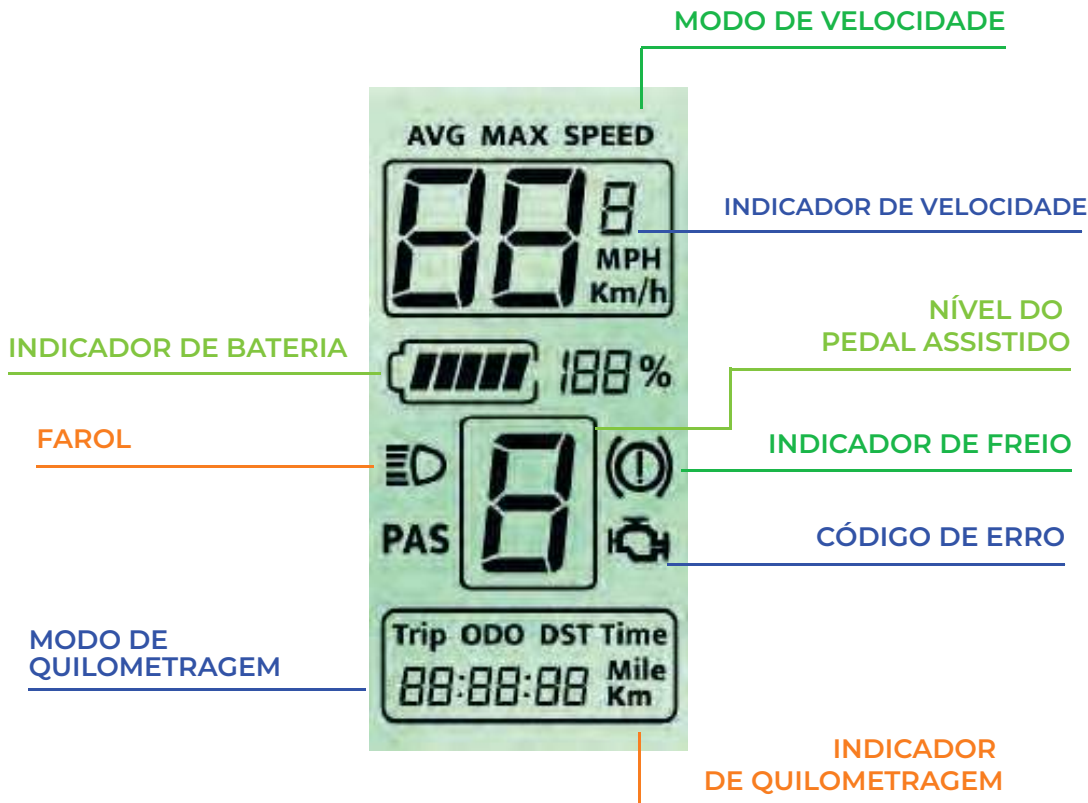 MODO DE VELOCIDADE
AVG MAX SPEED
88 8
INDICADOR DE VELOCIDADE
MPH
Km/h
NÍVEL DO
PEDAL ASSISTIDO
INDICADOR DE BATERIA
188 %
FAROL
8
INDICADOR DE FREIO
PAS
CÓDIGO DE ERRO
MODO DE
QUILOMETRAGEM
Trip ODO DST Time
88:88:88 Mile
Km
INDICADOR
DE QUILOMETRAGEM